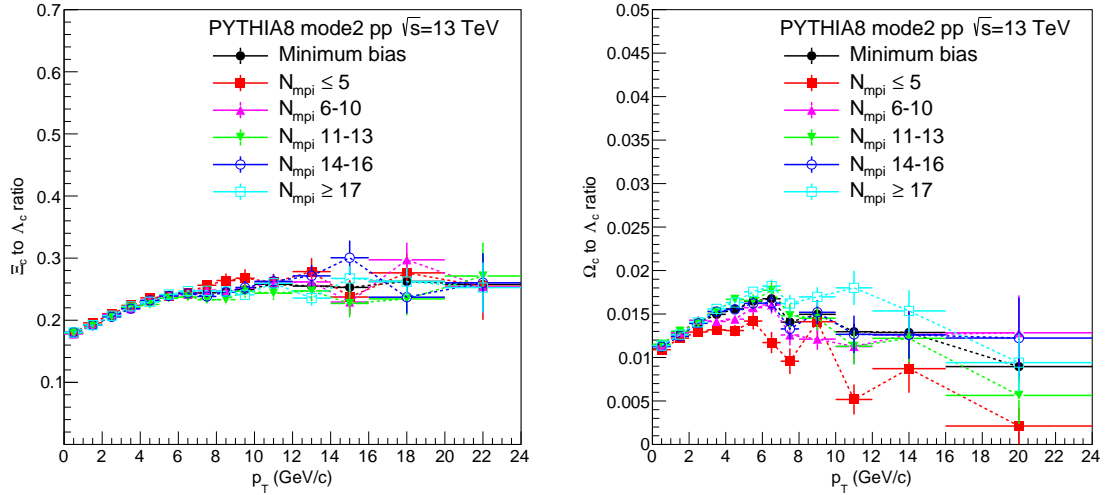 PYTHIA8 mode2 pp √s=13 TeV
Minimum bias
N_mpi ≤ 5
N_mpi 6-10
N_mpi 11-13
N_mpi 14-16
N_mpi ≥ 17
Ξ_c to Λ_c ratio
0.7
0.6
0.5
0.4
0.3
0.2
0.1
0 2 4 6 8 10 12 14 16 18 20 22 24
p_T (GeV/c)
PYTHIA8 mode2 pp √s=13 TeV
Minimum bias
N_mpi ≤ 5
N_mpi 6-10
N_mpi 11-13
N_mpi 14-16
N_mpi ≥ 17
Ω_c to Λ_c ratio
0.05
0.045
0.04
0.035
0.03
0.025
0.02
0.015
0.01
0.005
0
0 2 4 6 8 10 12 14 16 18 20 22 24
p_T (GeV/c)